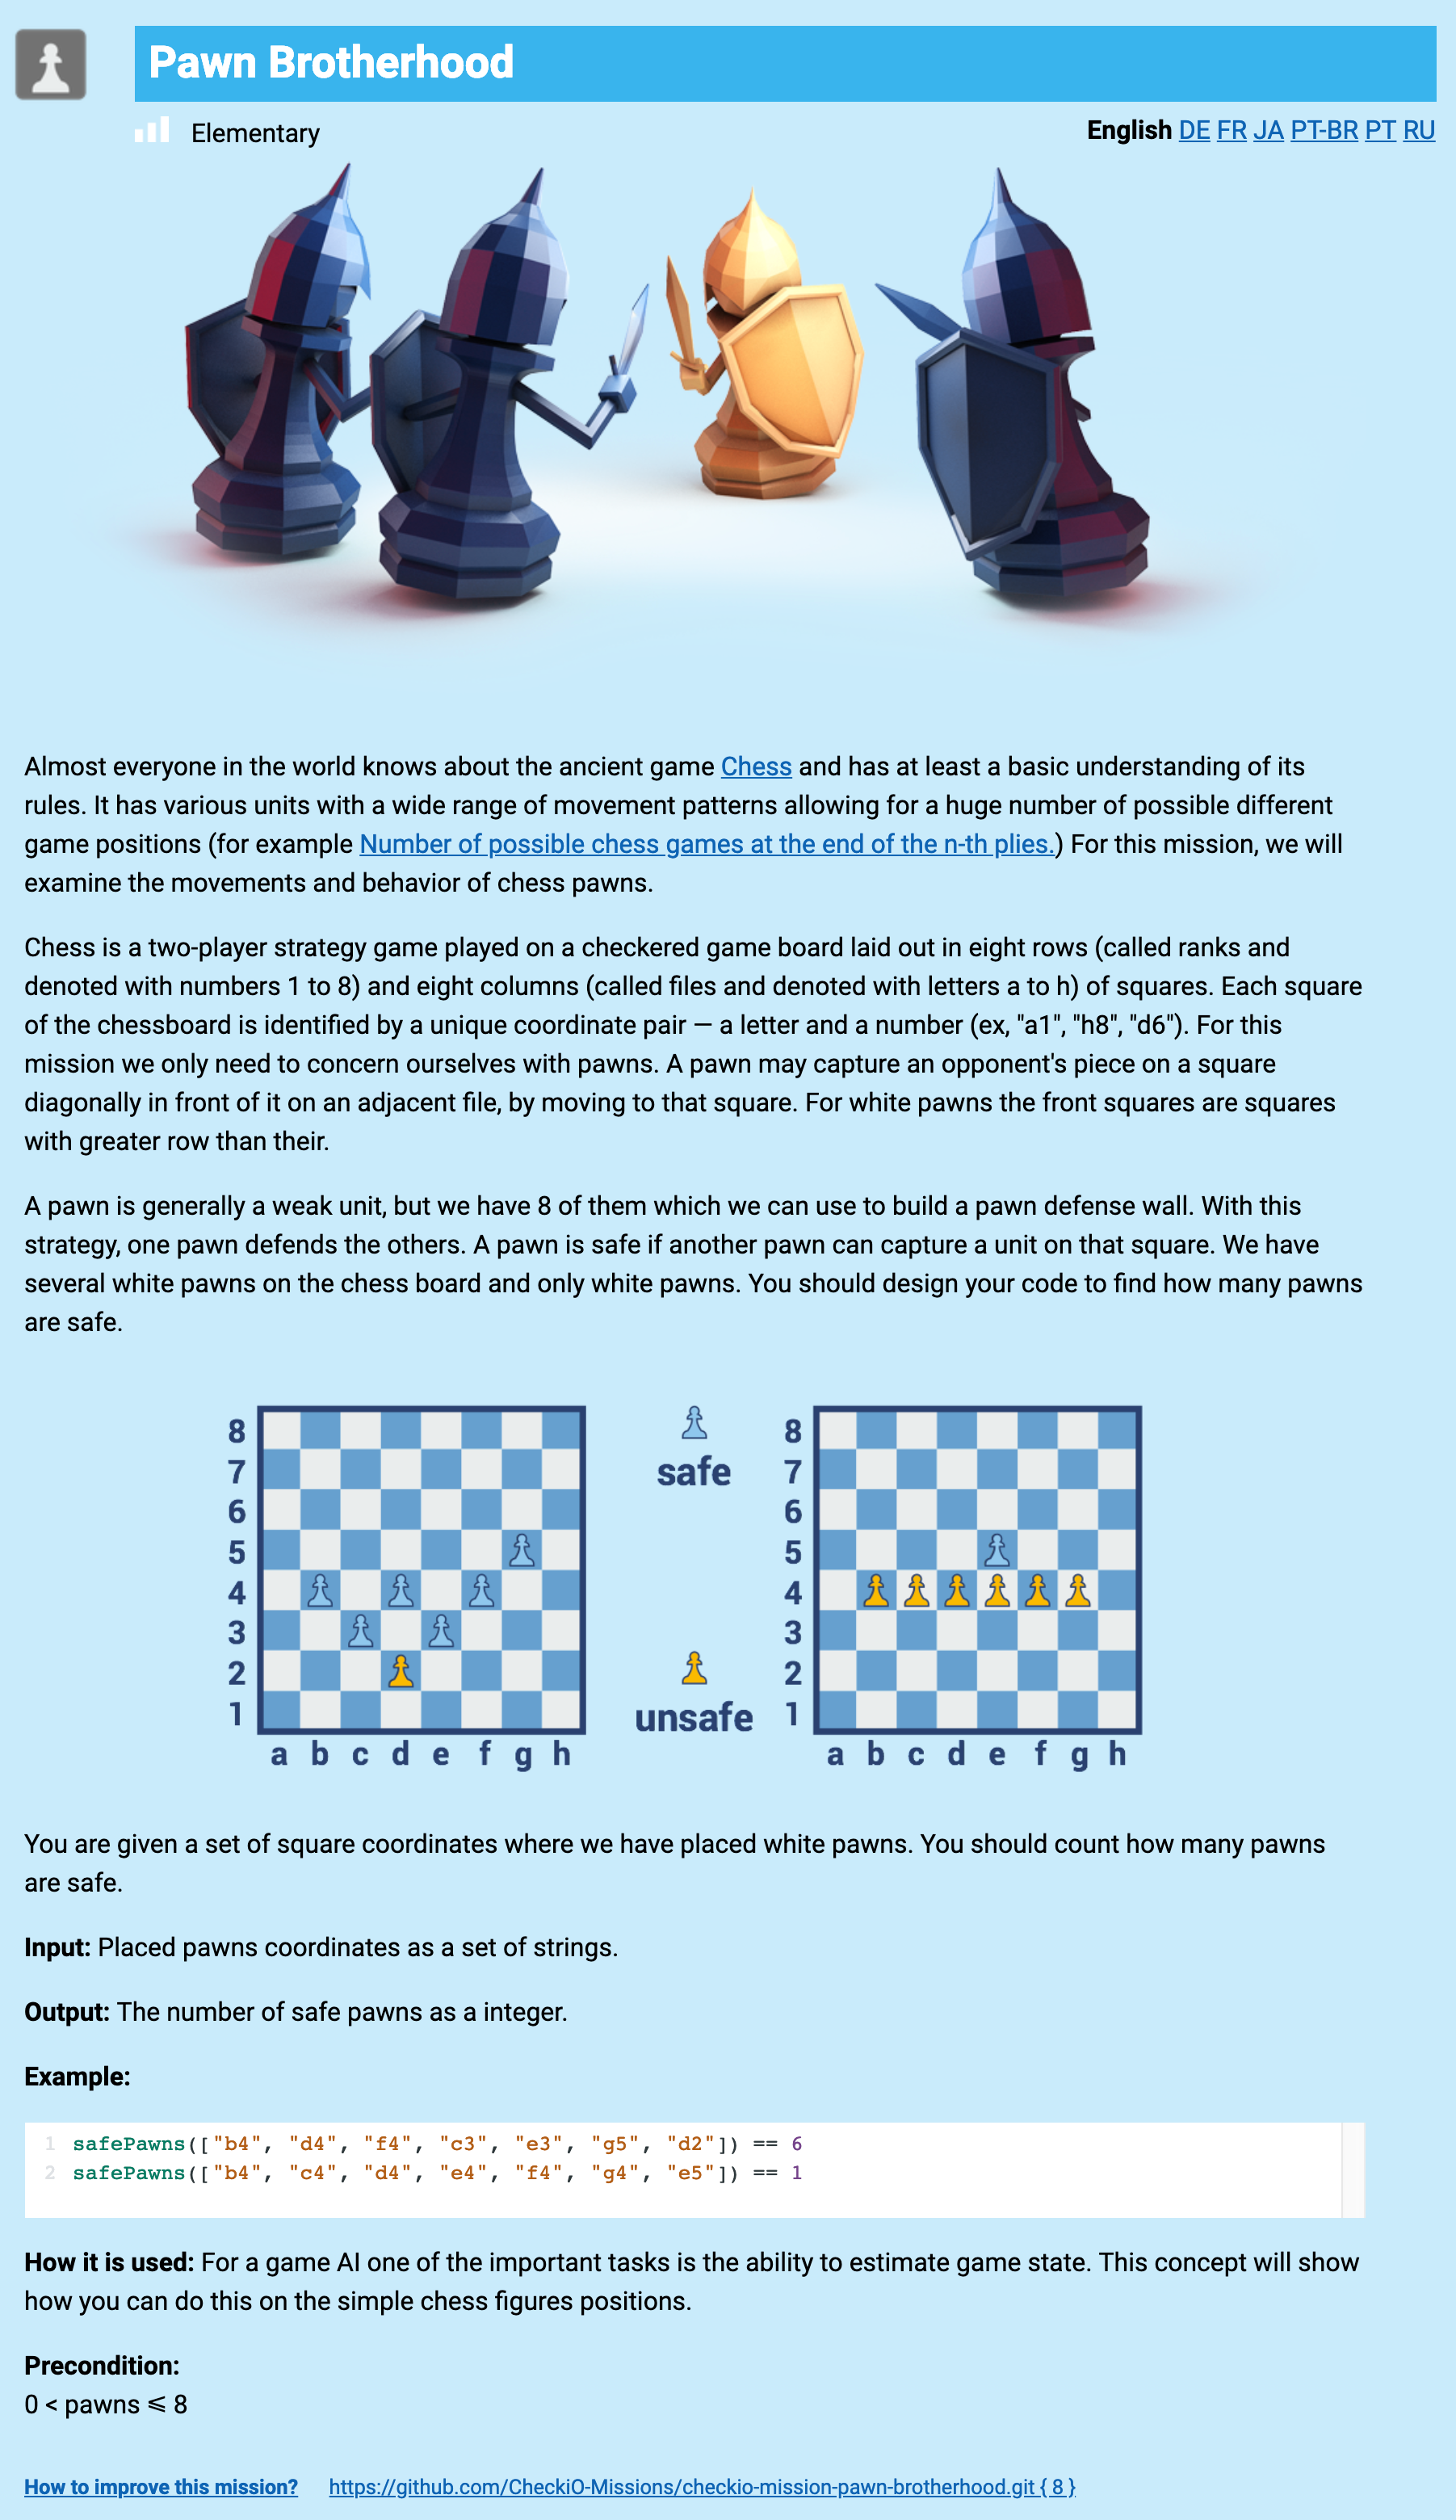 Pawn Brotherhood
Elementary
English DE FR JA PT-BR PT RU
Almost everyone in the world knows about the ancient game Chess and has at least a basic understanding of its
rules. It has various units with a wide range of movement patterns allowing for a huge number of possible different
game positions (for example Number of possible chess games at the end of the n-th plies.) For this mission, we will
examine the movements and behavior of chess pawns.
Chess is a two-player strategy game played on a checkered game board laid out in eight rows (called ranks and
denoted with numbers 1 to 8) and eight columns (called files and denoted with letters a to h) of squares. Each square
of the chessboard is identified by a unique coordinate pair — a letter and a number (ex, "a1", "h8", "d6"). For this
mission we only need to concern ourselves with pawns. A pawn may capture an opponent's piece on a square
diagonally in front of it on an adjacent file, by moving to that square. For white pawns the front squares are squares
with greater row than their.
A pawn is generally a weak unit, but we have 8 of them which we can use to build a pawn defense wall. With this
strategy, one pawn defends the others. A pawn is safe if another pawn can capture a unit on that square. We have
several white pawns on the chess board and only white pawns. You should design your code to find how many pawns
are safe.
8
7
6
5
4
3
2
1
a b c d e f g h
safe
unsafe
8
7
6
5
4
3
2
1
a b c d e f g h
You are given a set of square coordinates where we have placed white pawns. You should count how many pawns
are safe.
Input: Placed pawns coordinates as a set of strings.
Output: The number of safe pawns as a integer.
Example:
1 safePawns(["b4", "d4", "f4", "c3", "e3", "g5", "d2"]) == 6
2 safePawns(["b4", "c4", "d4", "e4", "f4", "g4", "e5"]) == 1
How it is used: For a game AI one of the important tasks is the ability to estimate game state. This concept will show
how you can do this on the simple chess figures positions.
Precondition:
0 < pawns ⩽ 8
How to improve this mission? https://github.com/CheckiO-Missions/checkio-mission-pawn-brotherhood.git { 8 }